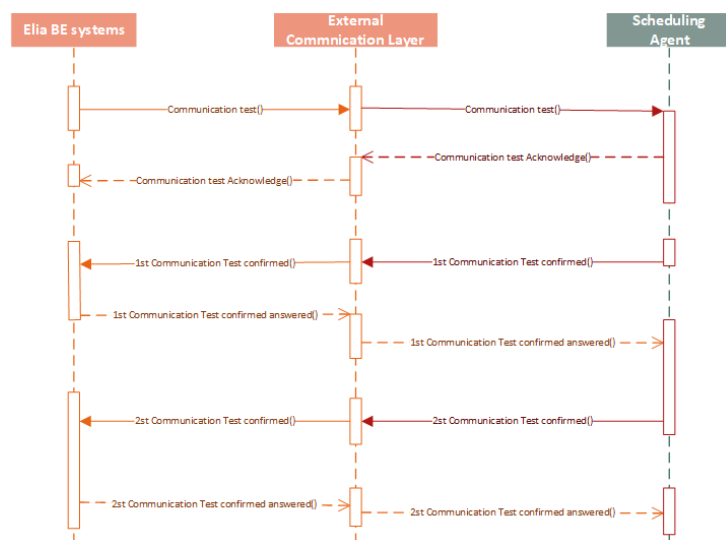 Elia BE systems
External
Commnication Layer
Scheduling
Agent
Communication test()
Communication test()
Communication test Acknowledge()
Communication test Acknowledge()
1st Communication Test confirmed()
1st Communication Test confirmed()
1st Communication Test confirmed answered()
1st Communication Test confirmed answered()
2st Communication Test confirmed()
2st Communication Test confirmed()
2st Communication Test confirmed answered()
2st Communication Test confirmed answered()